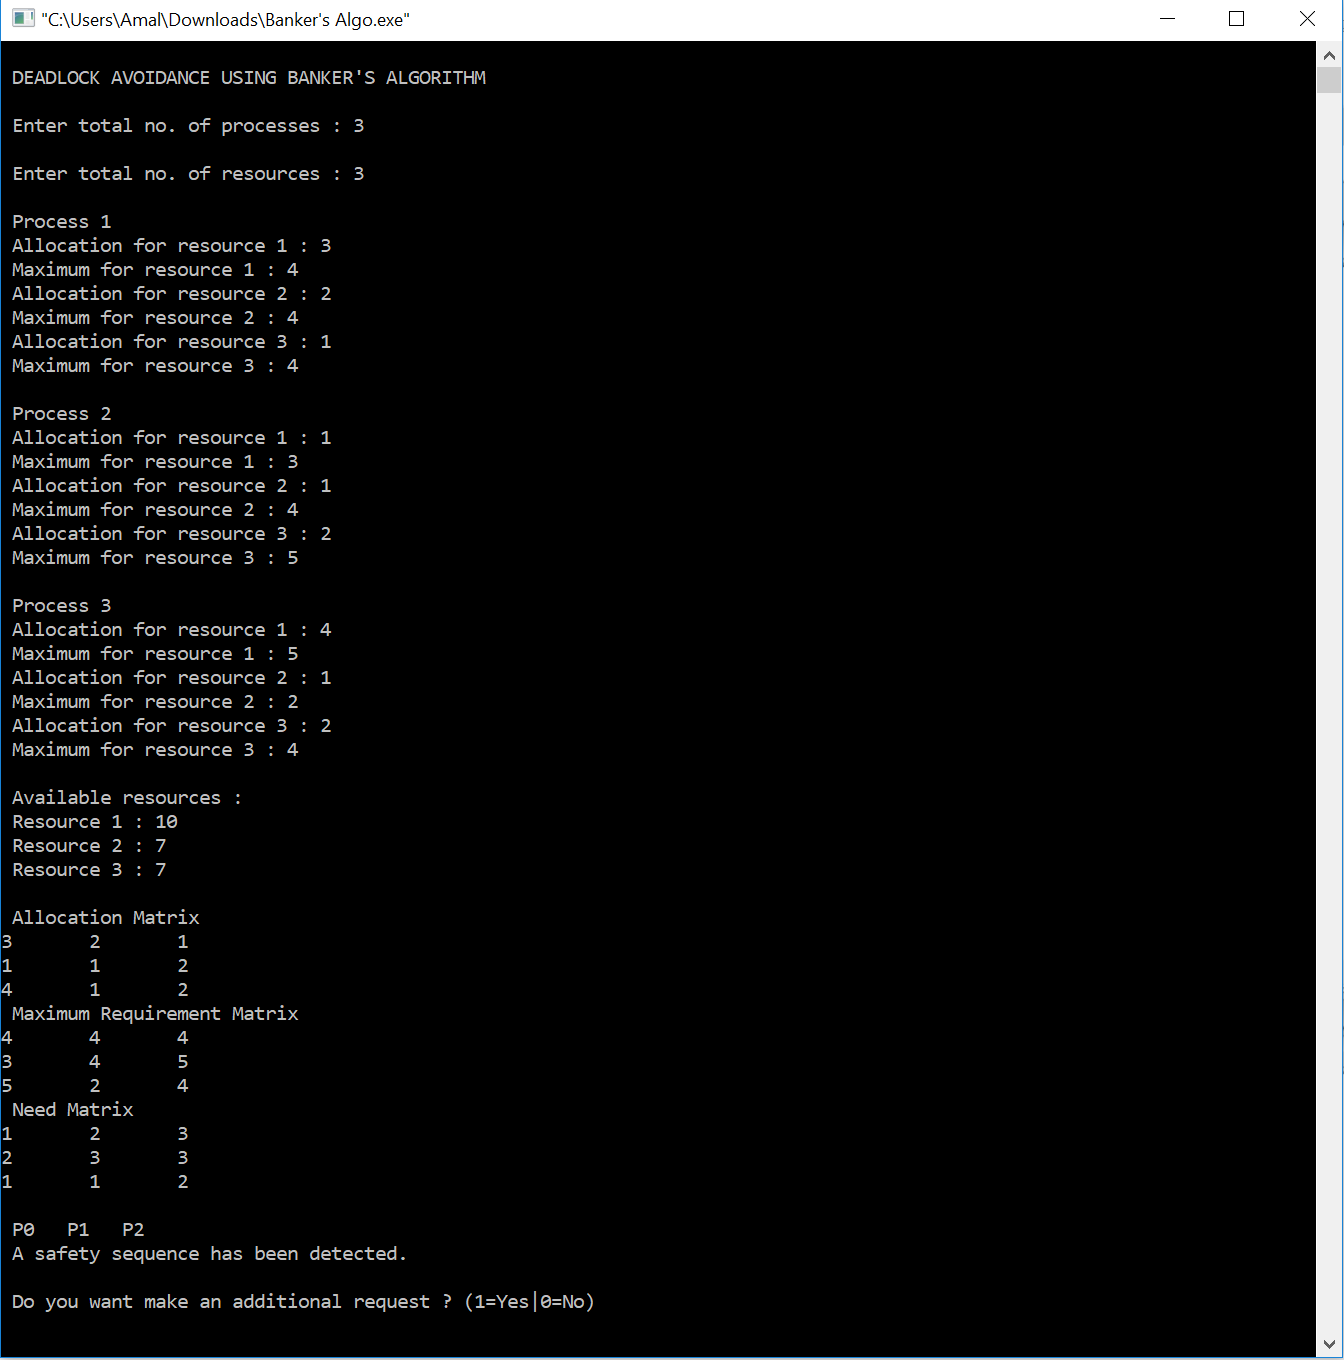 "C:\Users\Amal\Downloads\Banker's Algo.exe"
DEADLOCK AVOIDANCE USING BANKER'S ALGORITHM
Enter total no. of processes : 3
Enter total no. of resources : 3
Process 1
Allocation for resource 1 : 3
Maximum for resource 1 : 4
Allocation for resource 2 : 2
Maximum for resource 2 : 4
Allocation for resource 3 : 1
Maximum for resource 3 : 4
Process 2
Allocation for resource 1 : 1
Maximum for resource 1 : 3
Allocation for resource 2 : 1
Maximum for resource 2 : 4
Allocation for resource 3 : 2
Maximum for resource 3 : 5
Process 3
Allocation for resource 1 : 4
Maximum for resource 1 : 5
Allocation for resource 2 : 1
Maximum for resource 2 : 2
Allocation for resource 3 : 2
Maximum for resource 3 : 4
Available resources :
Resource 1 : 10
Resource 2 : 7
Resource 3 : 7
Allocation Matrix
3 2 1
1 1 2
4 1 2
Maximum Requirement Matrix
4 4 4
3 4 5
5 2 4
Need Matrix
1 2 3
2 3 3
1 1 2
P0 P1 P2
A safety sequence has been detected.
Do you want make an additional request ? (1=Yes|0=No)